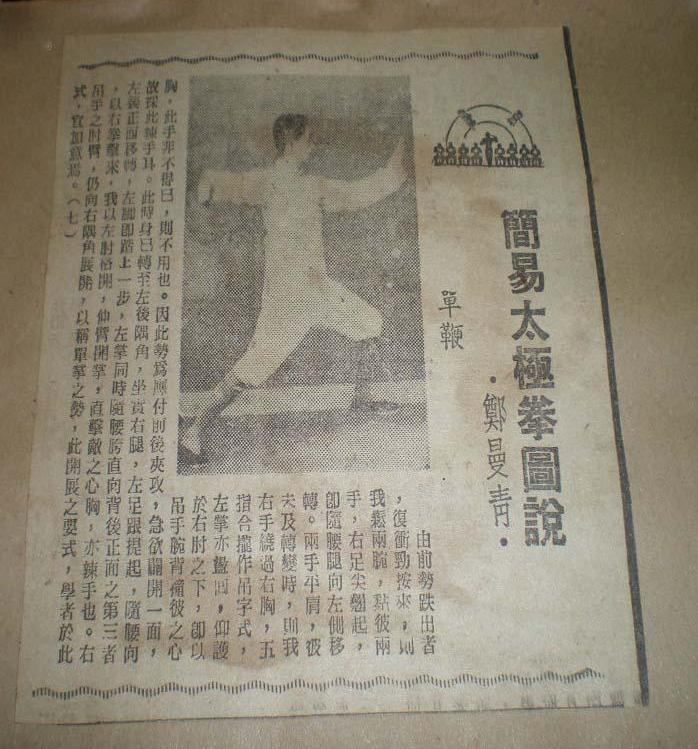 簡易太極拳圖說
·鄭曼青·
單鞭
由前勢跌出者
,復衝勁按來,則
我鬆兩腕,黏彼兩
手,右足尖翹起,
即隨腰腿向左側移
轉。兩手平肩,彼
未及轉變時,則我
右手繞過右胸,五
指合攏作吊字式,
左掌亦盤回,仰護
於右肘之下,即以
吊手腕背撞彼之心
胸,此手非不得已,則不用也。因此勢為應付前後夾攻,急欲闢開一面,
故採此辣手耳。此時身已轉至左後隅角,坐實右腿,左足跟提起,隨腰向
左後正面移轉,左脚即踏上一步,左掌同時隨腰胯直向背後正面之第三者
,以右拳擊來,我以左肘格開,伸臂開掌,直擊敵之心胸,亦辣手也。右
吊手之肘臂,仍向右隅角展開,以稱單拳之勢,此開展之要式,學者於此
式,宜加意焉。(七)